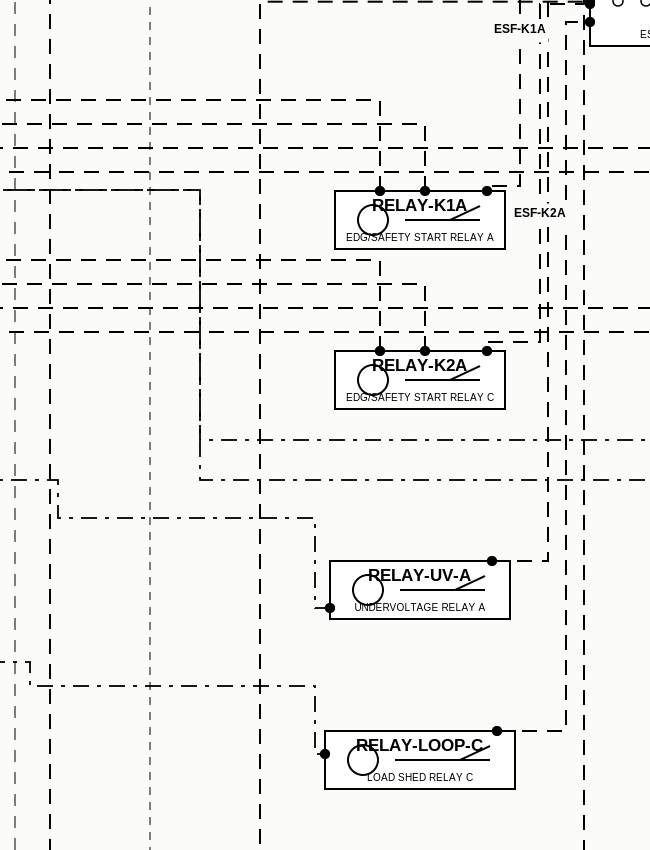 ESF-K1A
ES
RELAY-K1A
EDG/SAFETY START RELAY A
ESF-K2A
RELAY-K2A
EDG/SAFETY START RELAY C
RELAY-UV-A
UNDERVOLTAGE RELAY A
RELAY-LOOP-C
LOAD SHED RELAY C